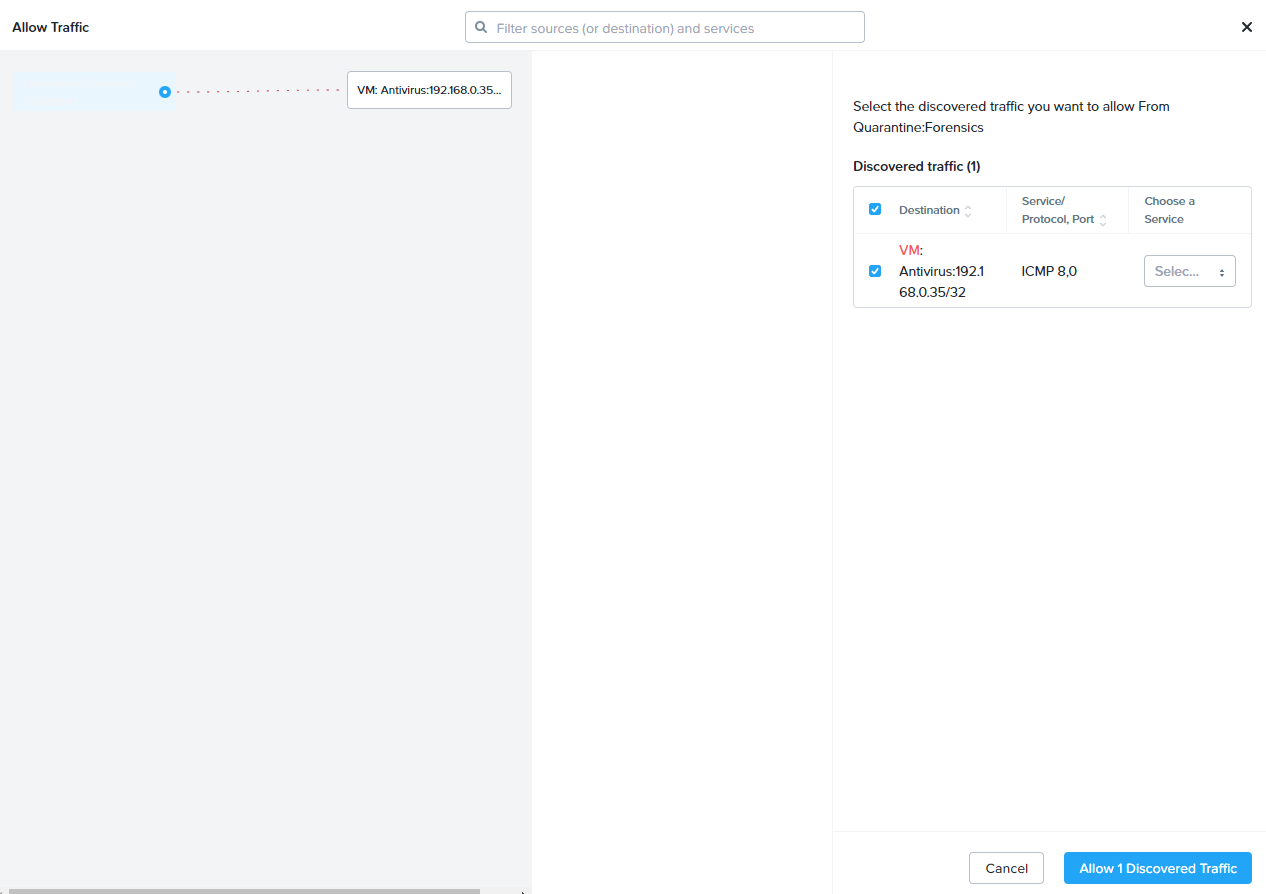 Allow Traffic
Filter sources (or destination) and services
VM: Antivirus:192.168.0.35...
Select the discovered traffic you want to allow From
Quarantine:Forensics
Discovered traffic (1)
Destination
Service/
Protocol, Port
Choose a
Service
VM:
Antivirus:192.1
68.0.35/32
ICMP 8,0
Selec...
Cancel
Allow 1 Discovered Traffic